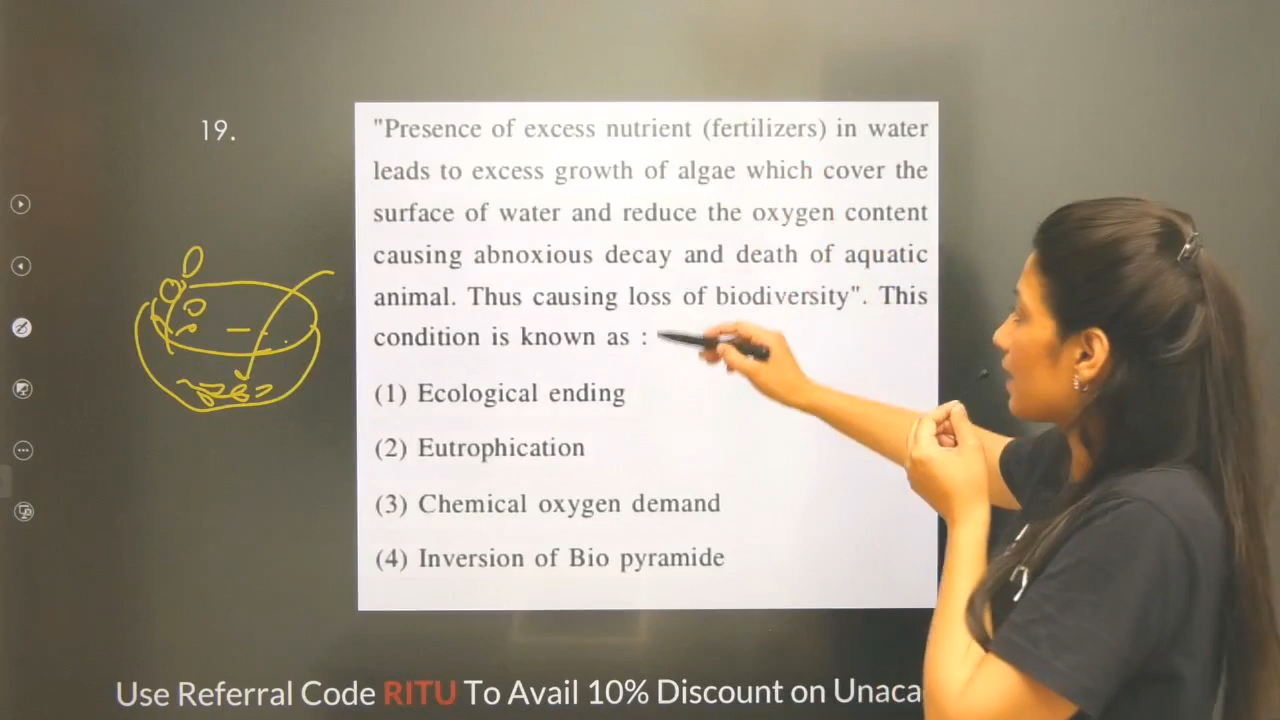 19.
"Presence of excess nutrient (fertilizers) in water
leads to excess growth of algae which cover the
surface of water and reduce the oxygen content
causing abnoxious decay and death of aquatic
animal. Thus causing loss of biodiversity". This
condition is known as :
(1) Ecological ending
(2) Eutrophication
(3) Chemical oxygen demand
(4) Inversion of Bio pyramide
Use Referral Code RITU To Avail 10% Discount on Unaca